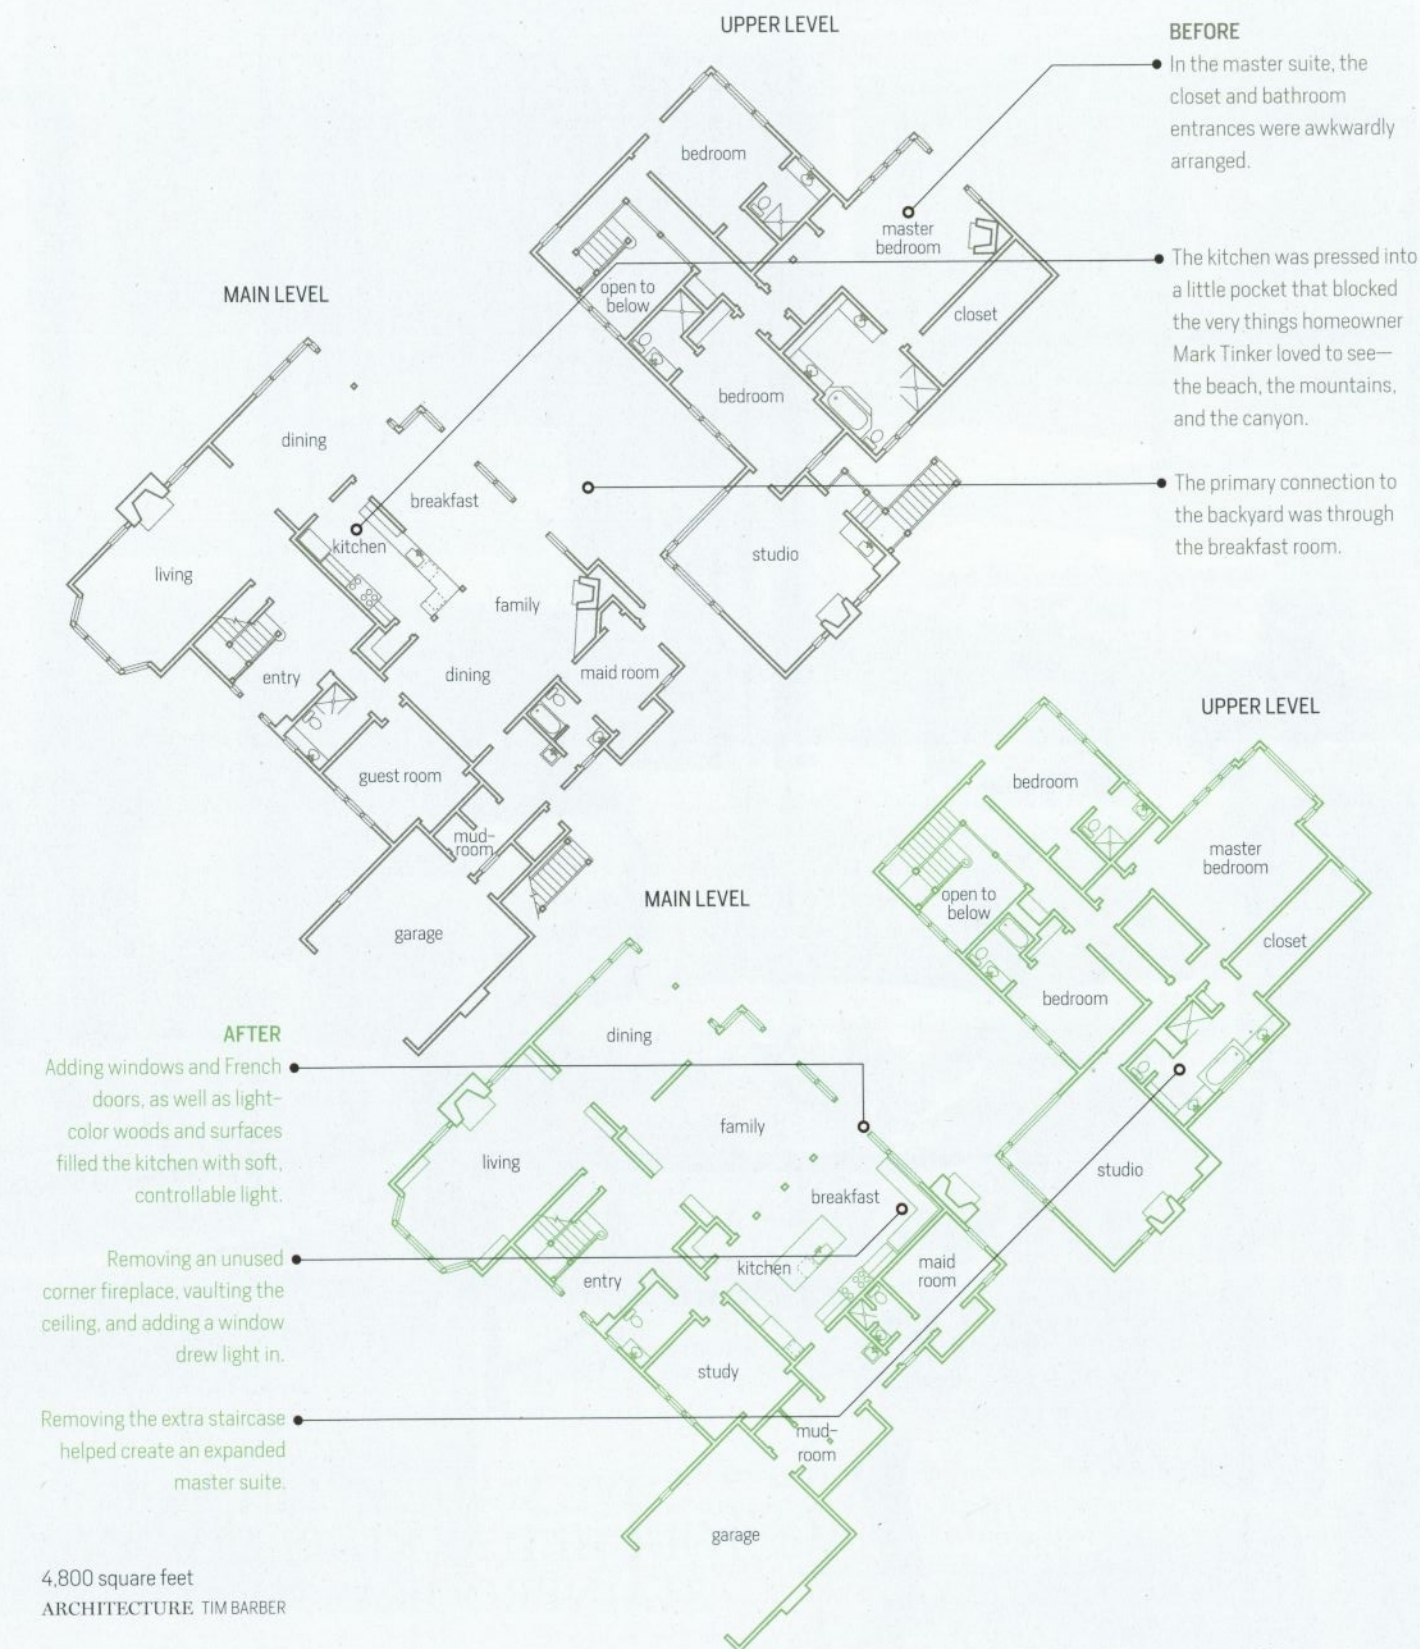 UPPER LEVEL
bedroom
master
bedroom
open to
below
closet
bedroom
studio
BEFORE
In the master suite, the
closet and bathroom
entrances were awkwardly
arranged.
The kitchen was pressed into
a little pocket that blocked
the very things homeowner
Mark Tinker loved to see—
the beach, the mountains,
and the canyon.
The primary connection to
the backyard was through
the breakfast room.
MAIN LEVEL
dining
breakfast
kitchen
living
family
entry
dining
maid room
guest room
mud-
room
garage
UPPER LEVEL
bedroom
master
bedroom
open to
below
closet
bedroom
studio
MAIN LEVEL
dining
family
living
breakfast
kitchen
maid
room
entry
study
mud-
room
garage
AFTER
Adding windows and French
doors, as well as light-
color woods and surfaces
filled the kitchen with soft,
controllable light.
Removing an unused
corner fireplace, vaulting the
ceiling, and adding a window
drew light in.
Removing the extra staircase
helped create an expanded
master suite.
4,800 square feet
ARCHITECTURE TIM BARBER